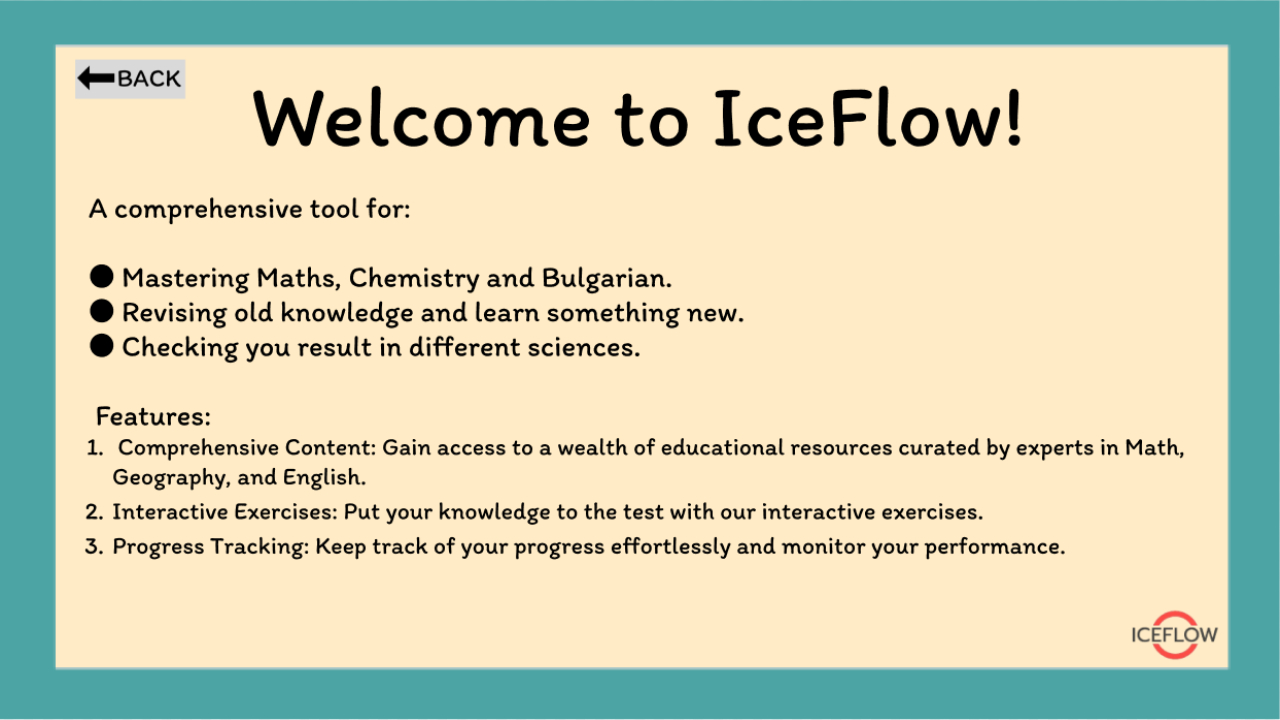 BACK
Welcome to IceFlow!
A comprehensive tool for:
● Mastering Maths, Chemistry and Bulgarian.
● Revising old knowledge and learn something new.
● Checking you result in different sciences.
Features:
1. Comprehensive Content: Gain access to a wealth of educational resources curated by experts in Math,
Geography, and English.
2. Interactive Exercises: Put your knowledge to the test with our interactive exercises.
3. Progress Tracking: Keep track of your progress effortlessly and monitor your performance.
ICEFLOW